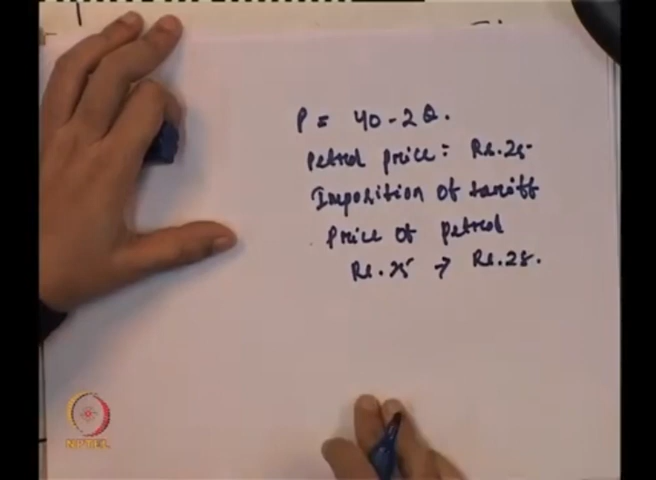 P = 40 - 2Q.
Petrol price: Rs.25
Imposition of tariff
Price of petrol
Rs.25 → Rs.28.
NPTEL